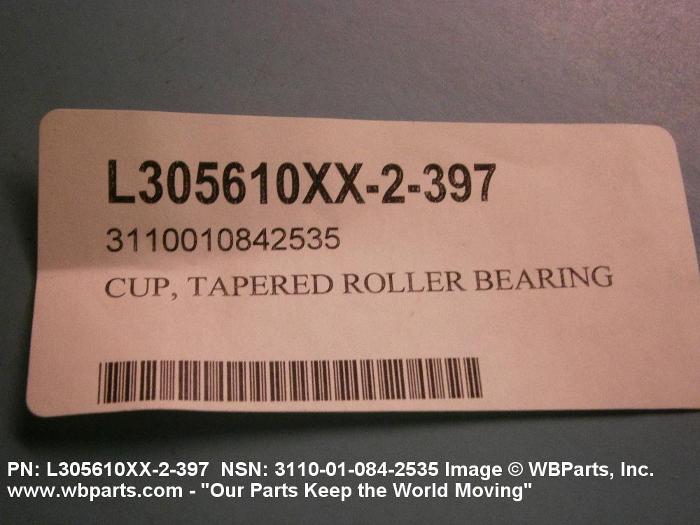 L305610XX-2-397
3110010842535
CUP, TAPERED ROLLER BEARING
PN: L305610XX-2-397 NSN: 3110-01-084-2535 Image © WBParts, Inc.
www.wbparts.com - "Our Parts Keep the World Moving"